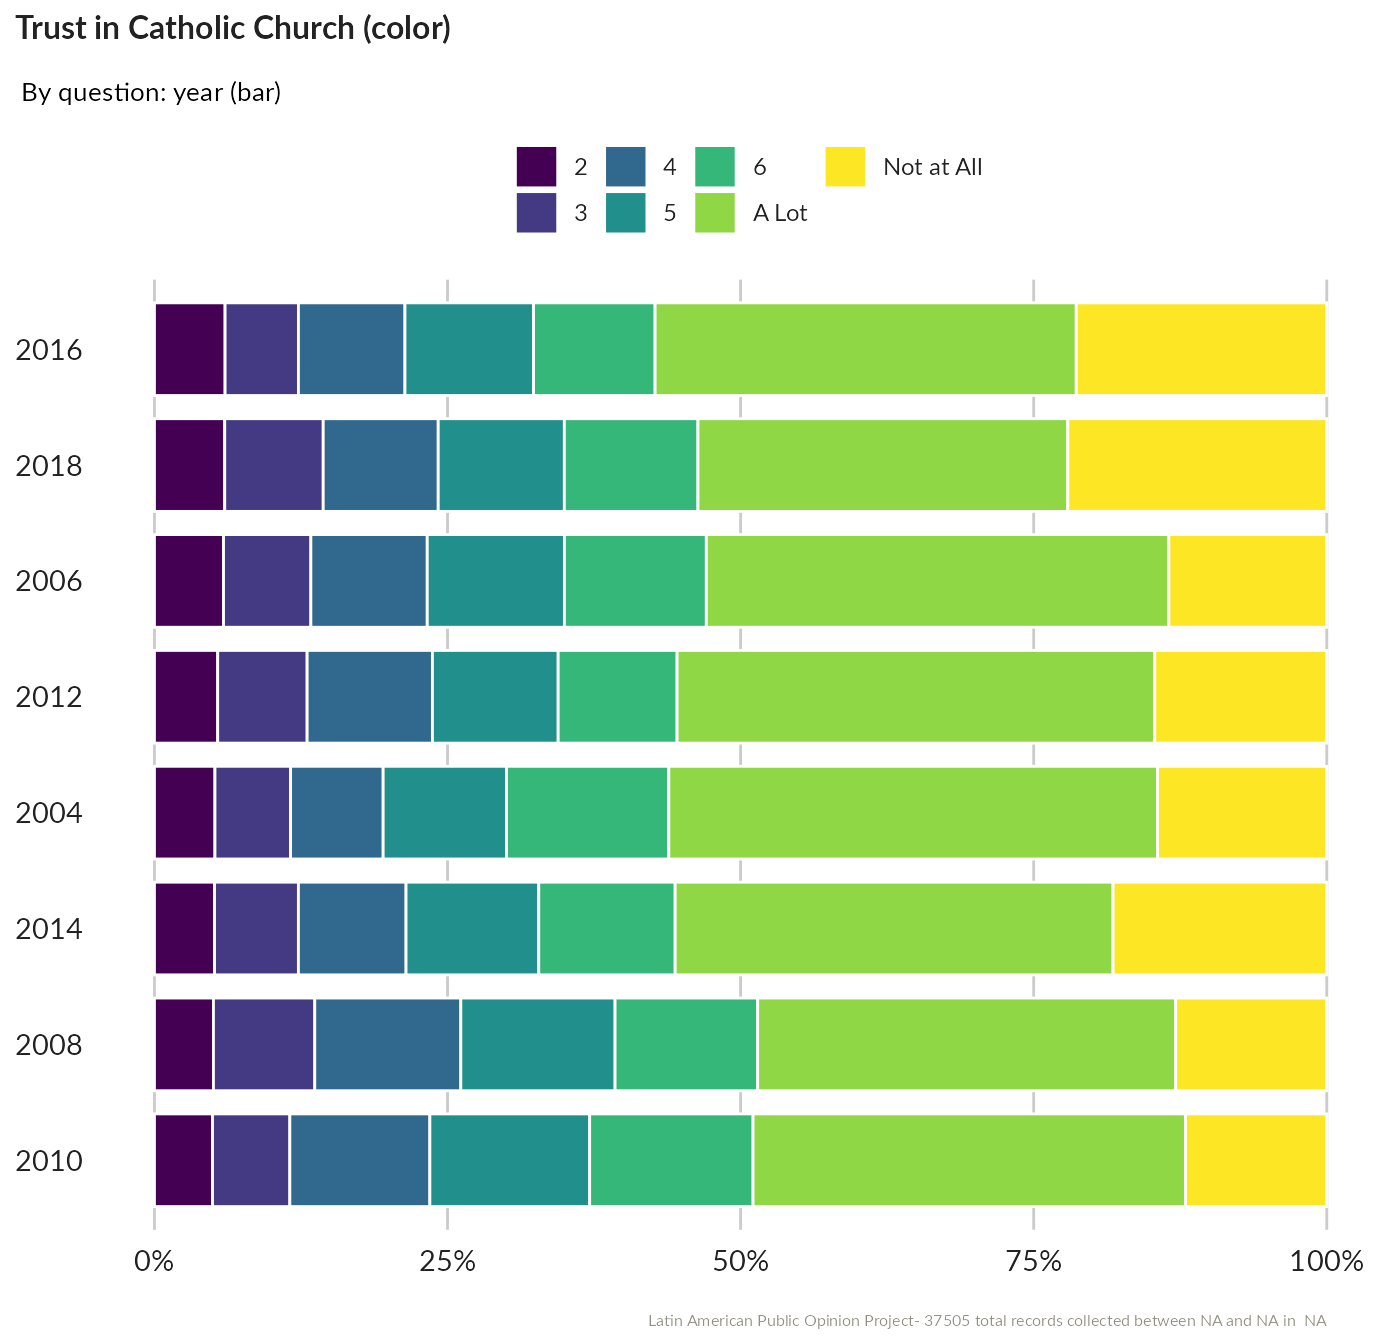 Trust in Catholic Church (color)
By question: year (bar)
2 4 6 Not at All
3 5 A Lot
2016
2018
2006
2012
2004
2014
2008
2010
0% 25% 50% 75% 100%
Latin American Public Opinion Project- 37505 total records collected between NA and NA in  NA